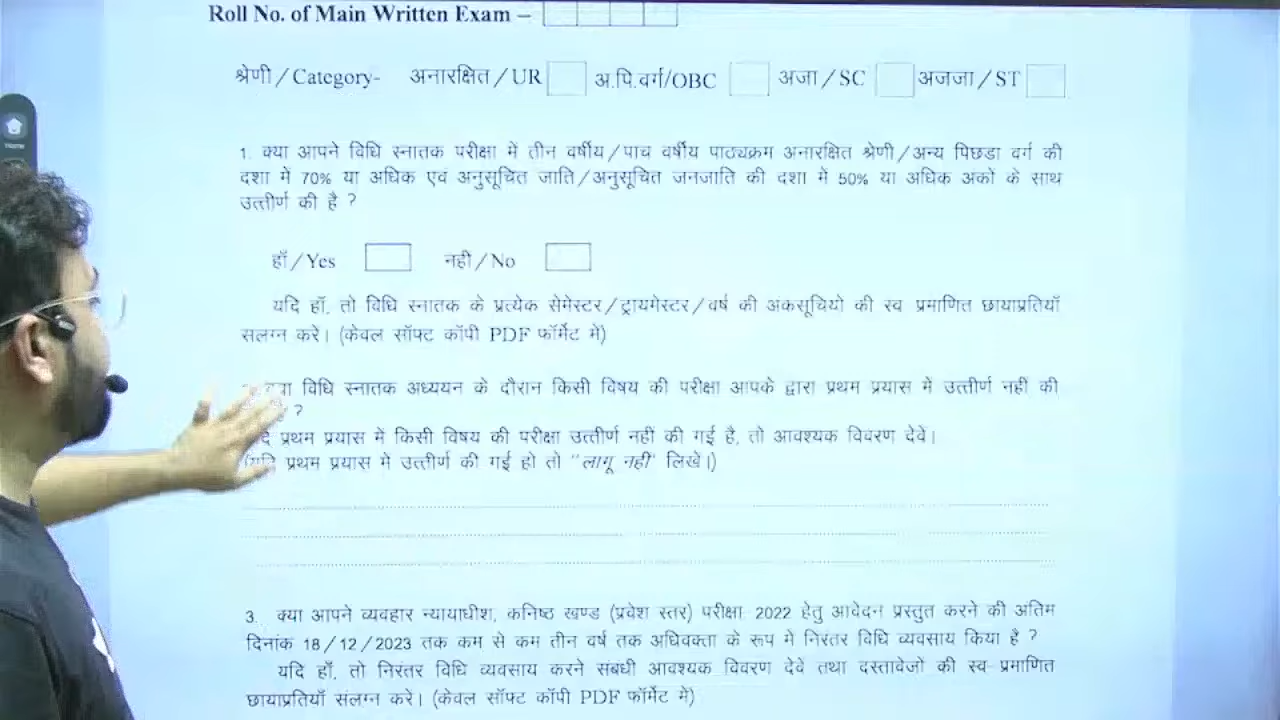 Roll No. of Main Written Exam –
श्रेणी/Category- अनारक्षित/UR अ.पि.वर्ग/OBC अजा/SC अजजा/ST
1. क्या आपने विधि स्नातक परीक्षा में तीन वर्षीय/पाच वर्षीय पाठ्यक्रम अनारक्षित श्रेणी/अन्य पिछडा वर्ग की
दशा में 70% या अधिक एवं अनुसूचित जाति/अनुसूचित जनजाति की दशा में 50% या अधिक अकों के साथ
उत्तीर्ण की है ?
हाँ/Yes नही/No
यदि हाँ, तो विधि स्नातक के प्रत्येक सेमेस्टर/ट्रायमेस्टर/वर्ष की अकसूचियो की स्व प्रमाणित छायाप्रतियाँ
सलग्न करे। (केवल सॉफ्ट कॉपी PDF फॉर्मेट मे)
विधि स्नातक अध्ययन के दौरान किसी विषय की परीक्षा आपके द्वारा प्रथम प्रयास में उत्तीर्ण नही की
?
प्रथम प्रयास में किसी विषय की परीक्षा उत्तीर्ण नही की गई है, तो आवश्यक विवरण देवें।
(यदि प्रथम प्रयास मे उत्तीर्ण की गई हो तो "लागू नही' लिखे।)
3. क्या आपने व्यवहार न्यायाधीश, कनिष्ठ खण्ड (प्रवेश स्तर) परीक्षा 2022 हेतु आवेदन प्रस्तुत करने की अतिम
दिनांक 18/12/2023 तक कम से कम तीन वर्ष तक अधिवक्ता के रूप मे निरंतर विधि व्यवसाय किया है ?
यदि हाँ, तो निरंतर विधि व्यवसाय करने संबधी आवश्यक विवरण देवें तथा दस्तावेजो की स्व-प्रमाणित
छायाप्रतियाँ सलग्न करे। (केवल सॉफ्ट कॉपी PDF फॉर्मेट में)